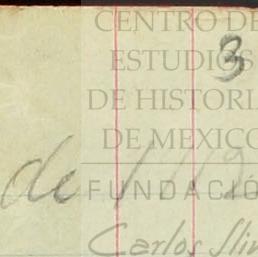 CENTRO DE
ESTUDIOS
3
DE HISTORI
DE MEXICO
de
FUNDACIÓ
Carlos Slim